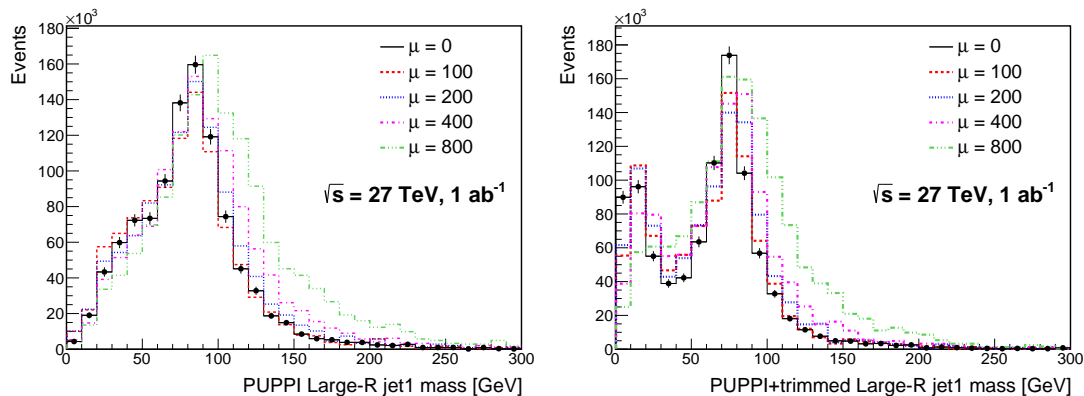 ×10³
Events
180
160
140
120
100
80
60
40
20
0
0 50 100 150 200 250 300
PUPPI Large-R jet1 mass [GeV]
μ = 0
μ = 100
μ = 200
μ = 400
μ = 800
√s = 27 TeV, 1 ab⁻¹
×10³
Events
180
160
140
120
100
80
60
40
20
0
0 50 100 150 200 250 300
PUPPI+trimmed Large-R jet1 mass [GeV]
μ = 0
μ = 100
μ = 200
μ = 400
μ = 800
√s = 27 TeV, 1 ab⁻¹